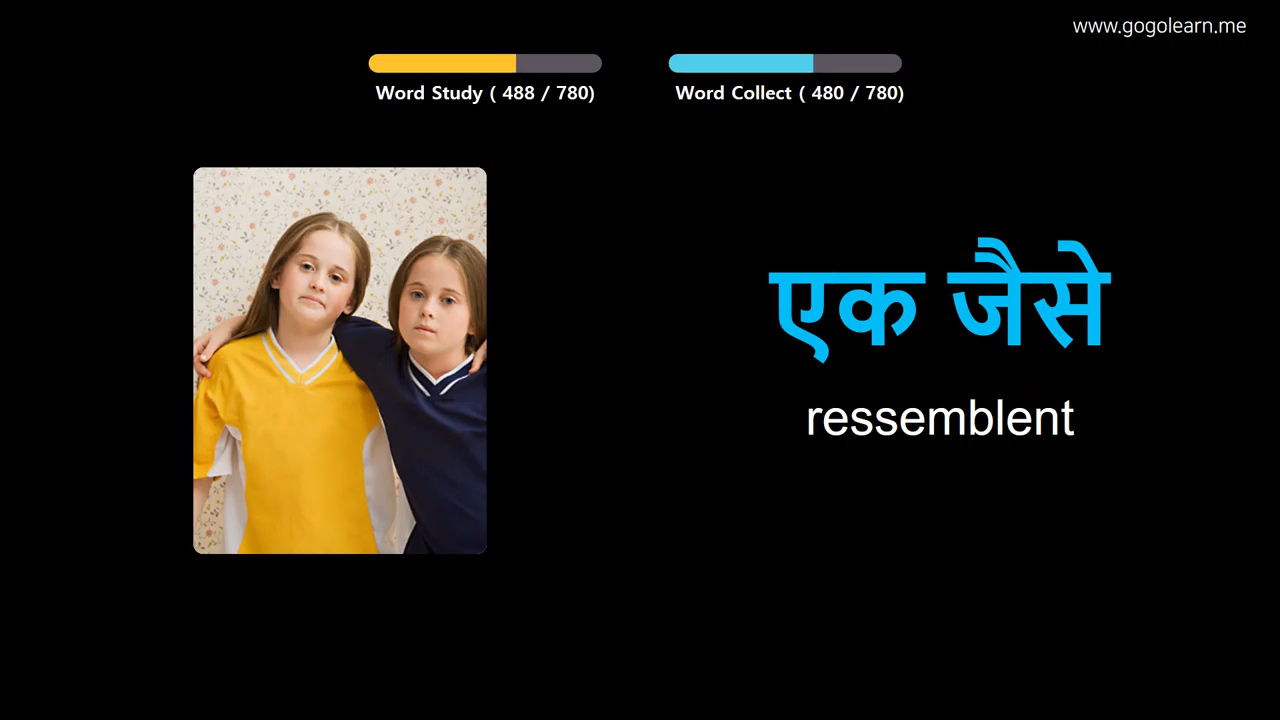 www.gogolearn.me
Word Study ( 488 / 780)
Word Collect ( 480 / 780)
एक जैसे
ressemblent